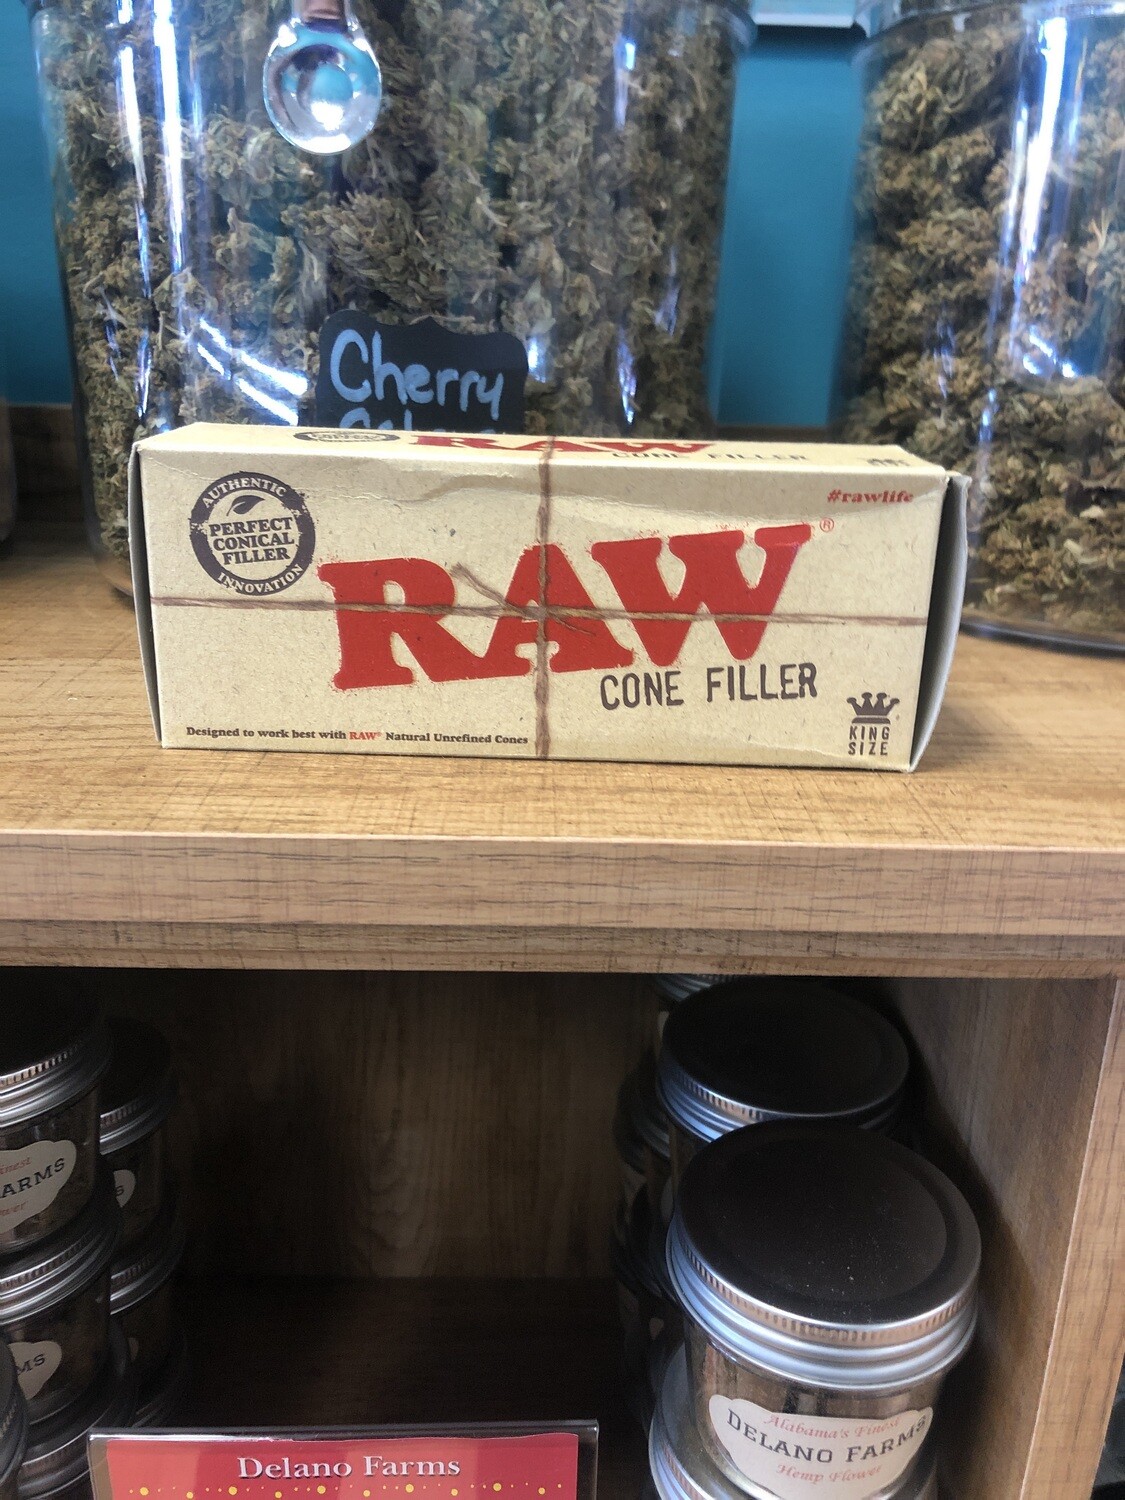 Cherry
RAW
CONE FILLER
AUTHENTIC
PERFECT
CONICAL
FILLER
INNOVATION
#rawlife
RAW®
CONE FILLER
Designed to work best with RAW® Natural Unrefined Cones
KING
SIZE
ARMS
S
MS
Alabama's Finest
DELANO FARMS
Hemp Flower
Delano Farms